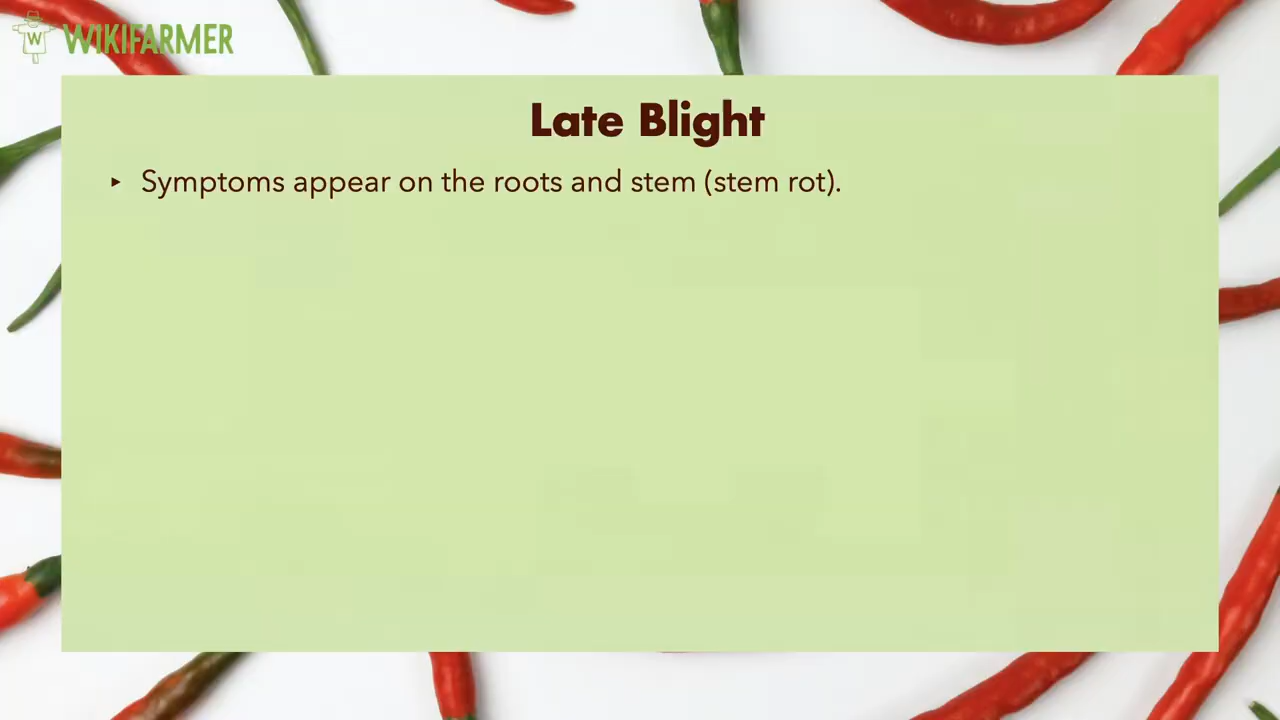 WIKIFARMER
Late Blight
‣ Symptoms appear on the roots and stem (stem rot).